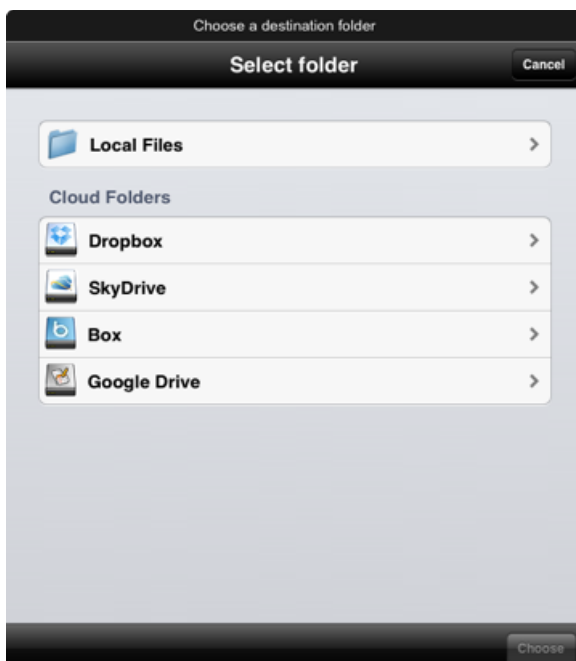 Choose a destination folder
Select folder
Cancel
Local Files
Cloud Folders
Dropbox
SkyDrive
Box
Google Drive
Choose